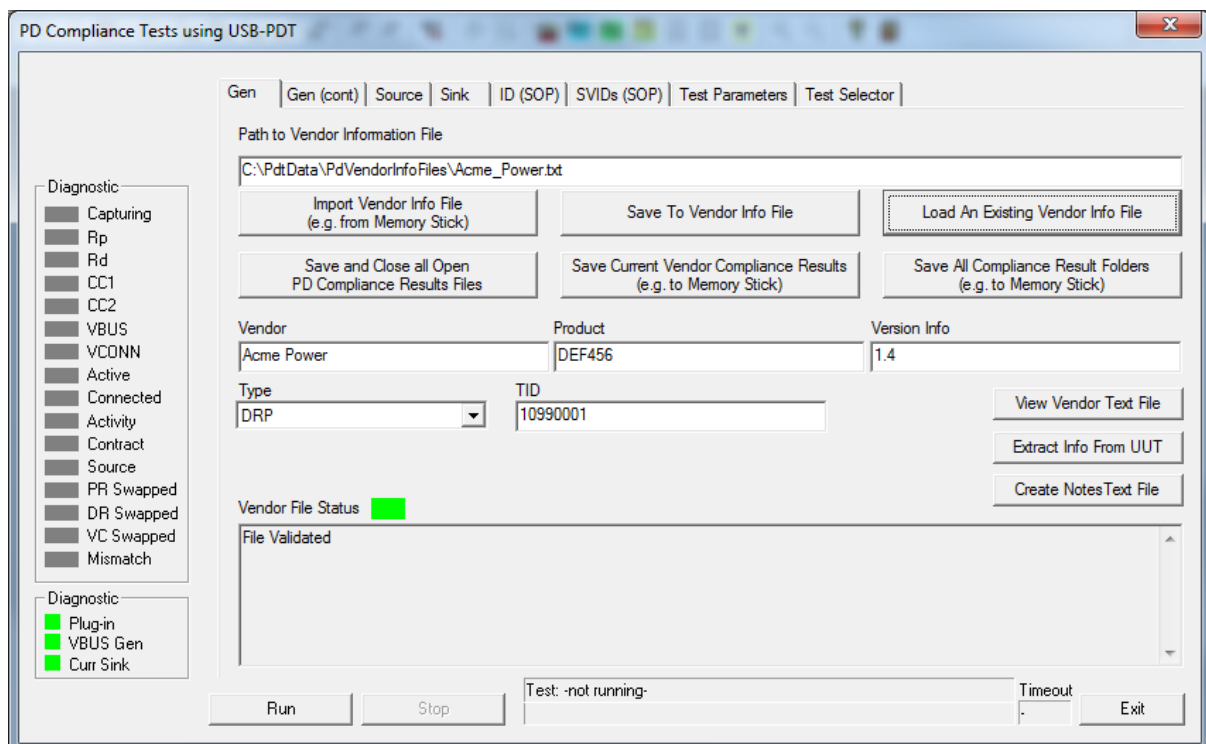 PD Compliance Tests using USB-PDT
X
Gen
Gen (cont)
Source
Sink
ID (SOP)
SVIDs (SOP)
Test Parameters
Test Selector
Path to Vendor Information File
C:\PdtData\PdVendorInfoFiles\Acme_Power.txt
Import Vendor Info File
(e.g. from Memory Stick)
Save To Vendor Info File
Load An Existing Vendor Info File
Save and Close all Open
PD Compliance Results Files
Save Current Vendor Compliance Results
(e.g. to Memory Stick)
Save All Compliance Result Folders
(e.g. to Memory Stick)
Vendor
Product
Version Info
Acme Power
DEF456
1.4
Type
TID
DRP
10990001
View Vendor Text File
Extract Info From UUT
Create NotesText File
Vendor File Status
File Validated
Diagnostic
Capturing
Rp
Rd
CC1
CC2
VBUS
VCONN
Active
Connected
Activity
Contract
Source
PR Swapped
DR Swapped
VC Swapped
Mismatch
Diagnostic
Plug-in
VBUS Gen
Curr Sink
Run
Stop
Test: -not running-
Timeout
-
Exit